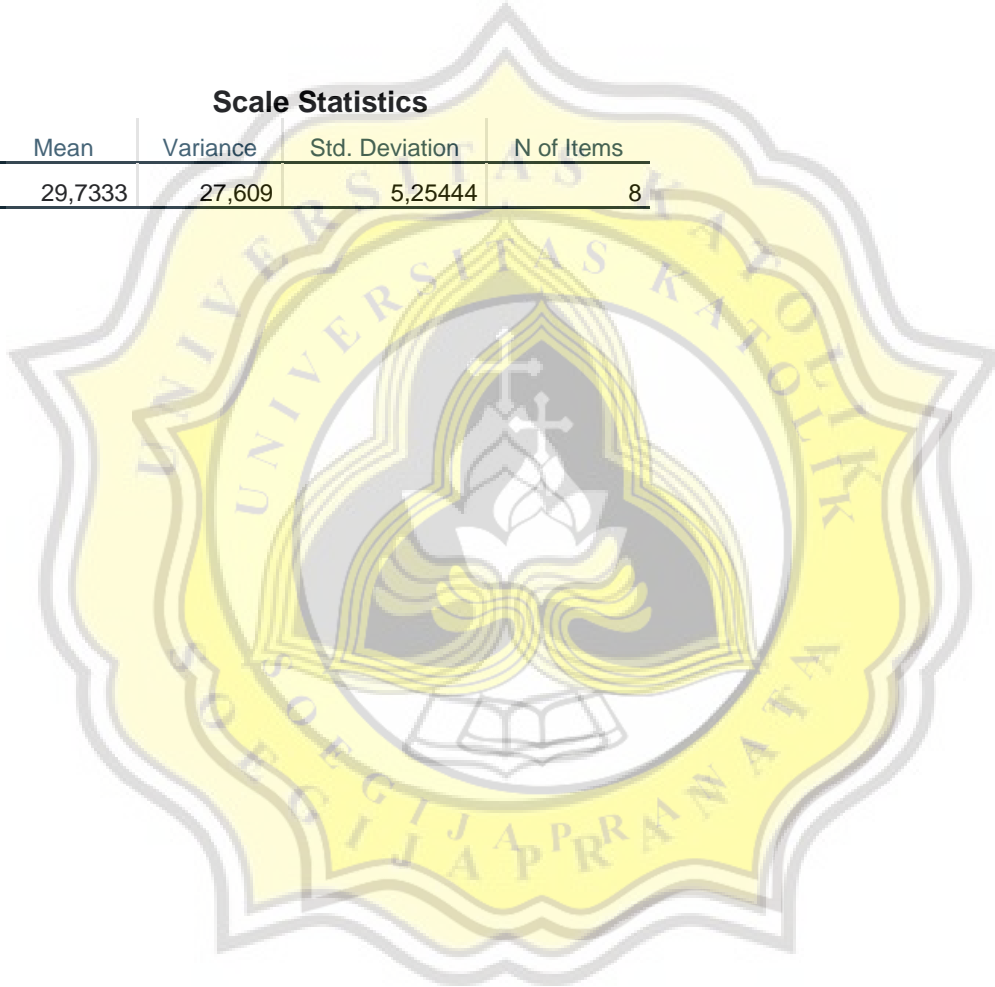 Scale Statistics
Mean Variance Std. Deviation N of Items
29,7333 27,609 5,25444 8
UNIVERSITAS KATOLIK
UNIVERSITAS KATOLIK
SOEGIJAPRANATA
SOEGIJAPRANATA